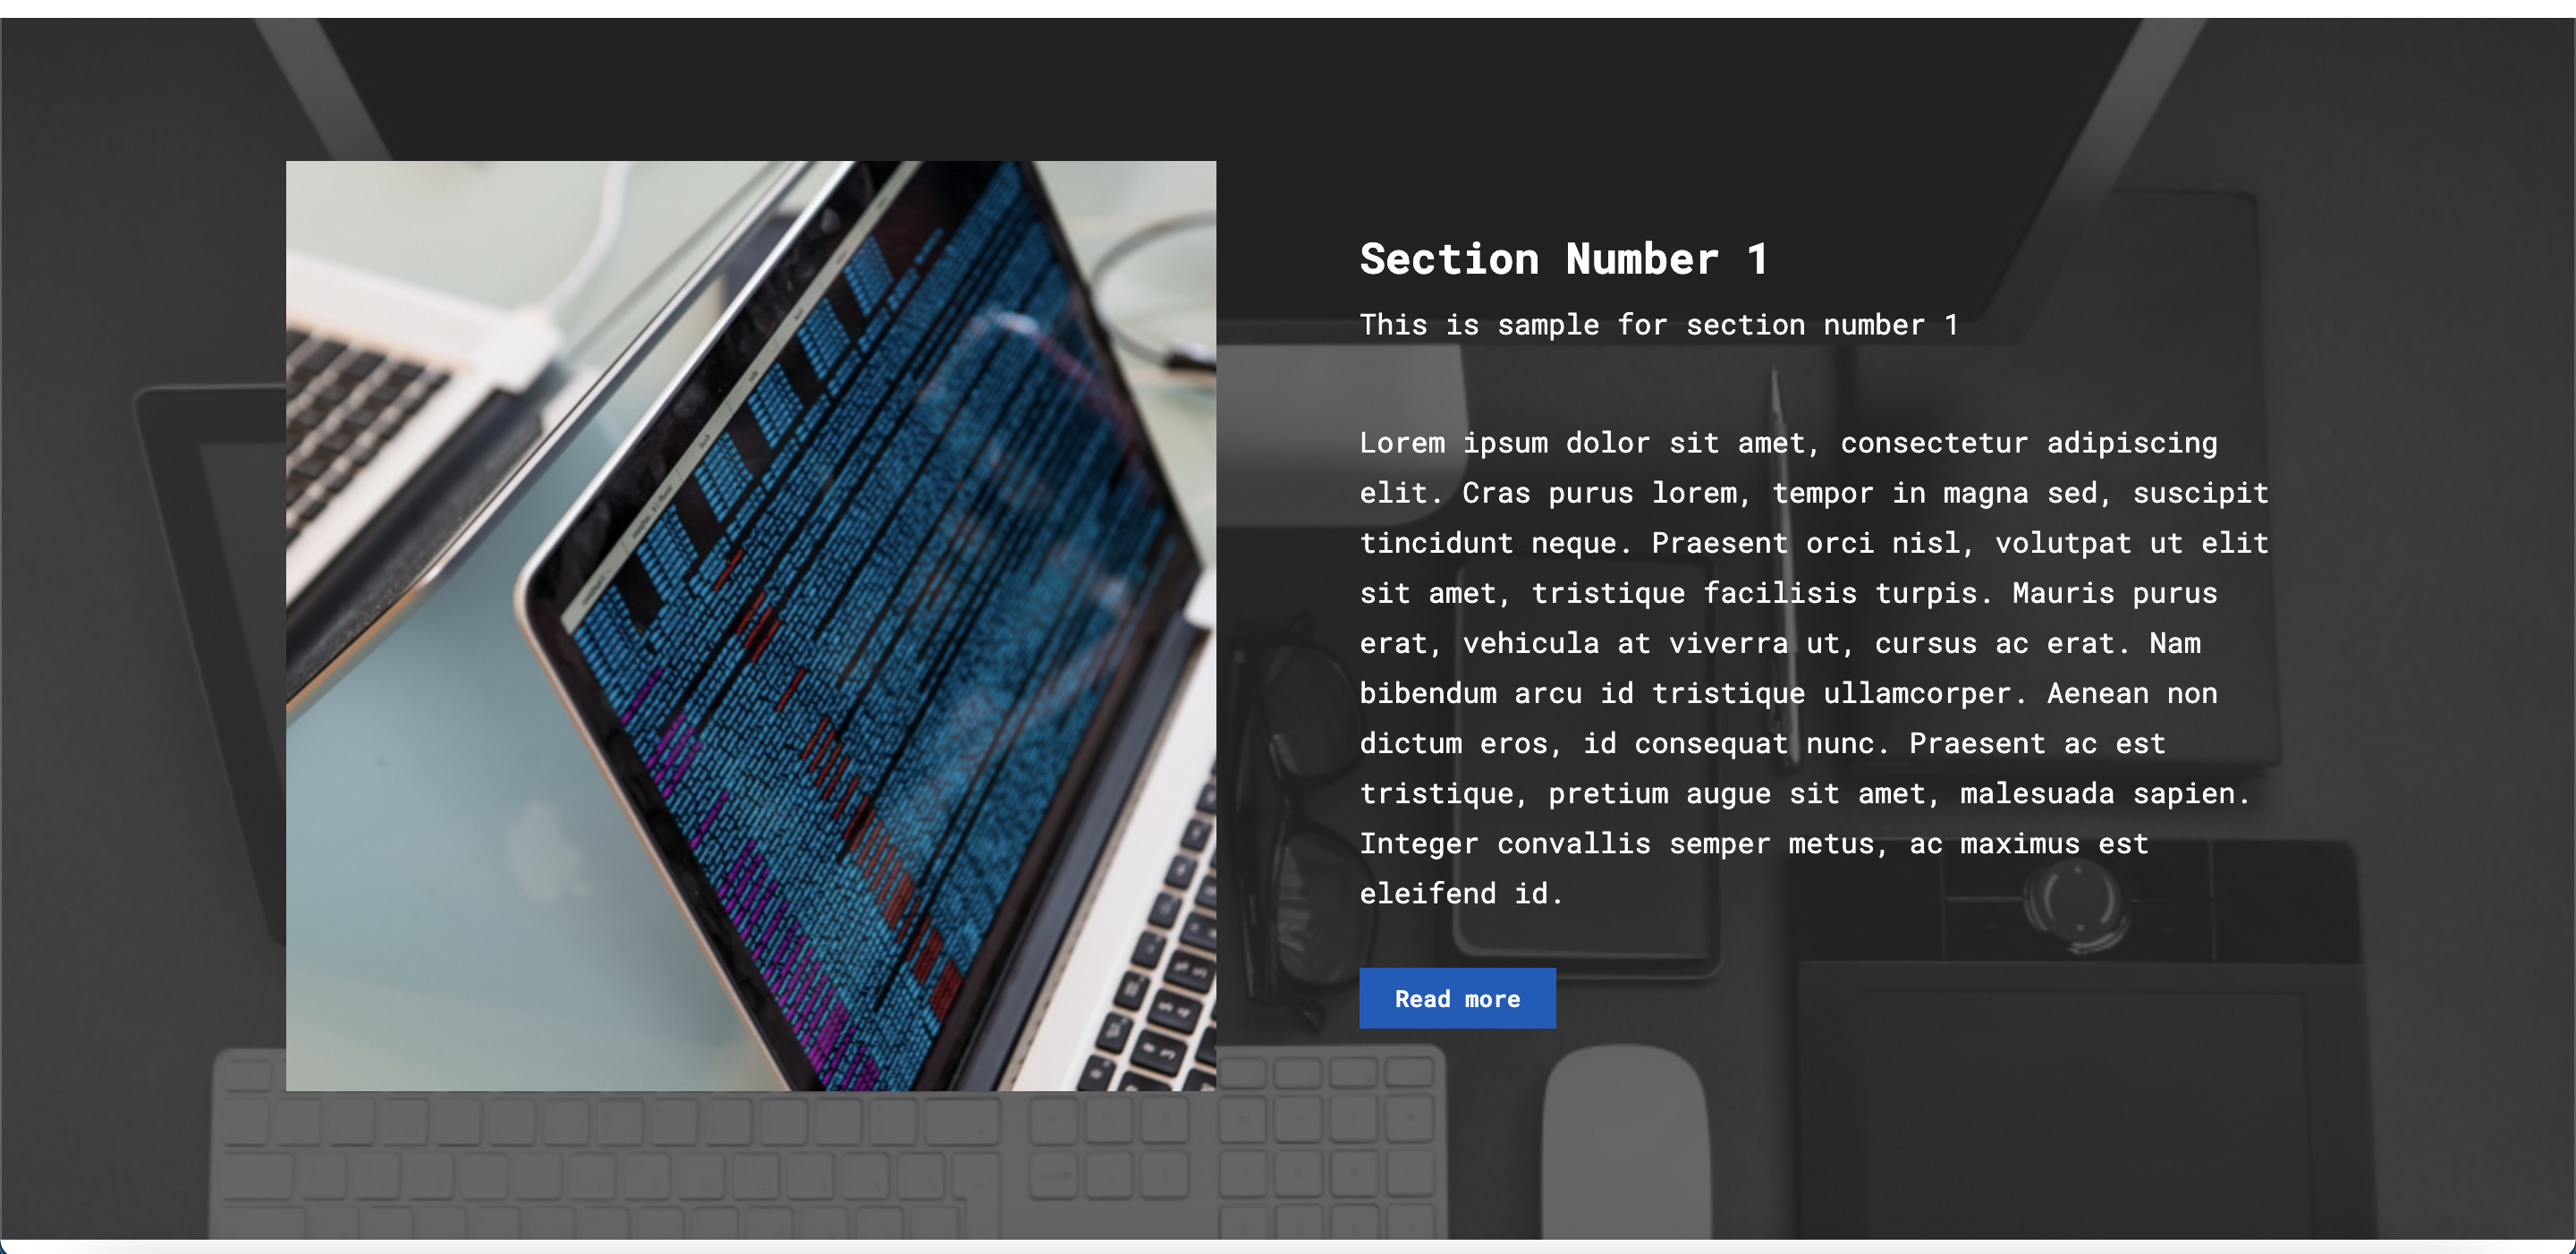 Section Number 1
This is sample for section number 1
Lorem ipsum dolor sit amet, consectetur adipiscing
elit. Cras purus lorem, tempor in magna sed, suscipit
tincidunt neque. Praesent orci nisl, volutpat ut elit
sit amet, tristique facilisis turpis. Mauris purus
erat, vehicula at viverra ut, cursus ac erat. Nam
bibendum arcu id tristique ullamcorper. Aenean non
dictum eros, id consequat nunc. Praesent ac est
tristique, pretium augue sit amet, malesuada sapien.
Integer convallis semper metus, ac maximus est
eleifend id.
Read more